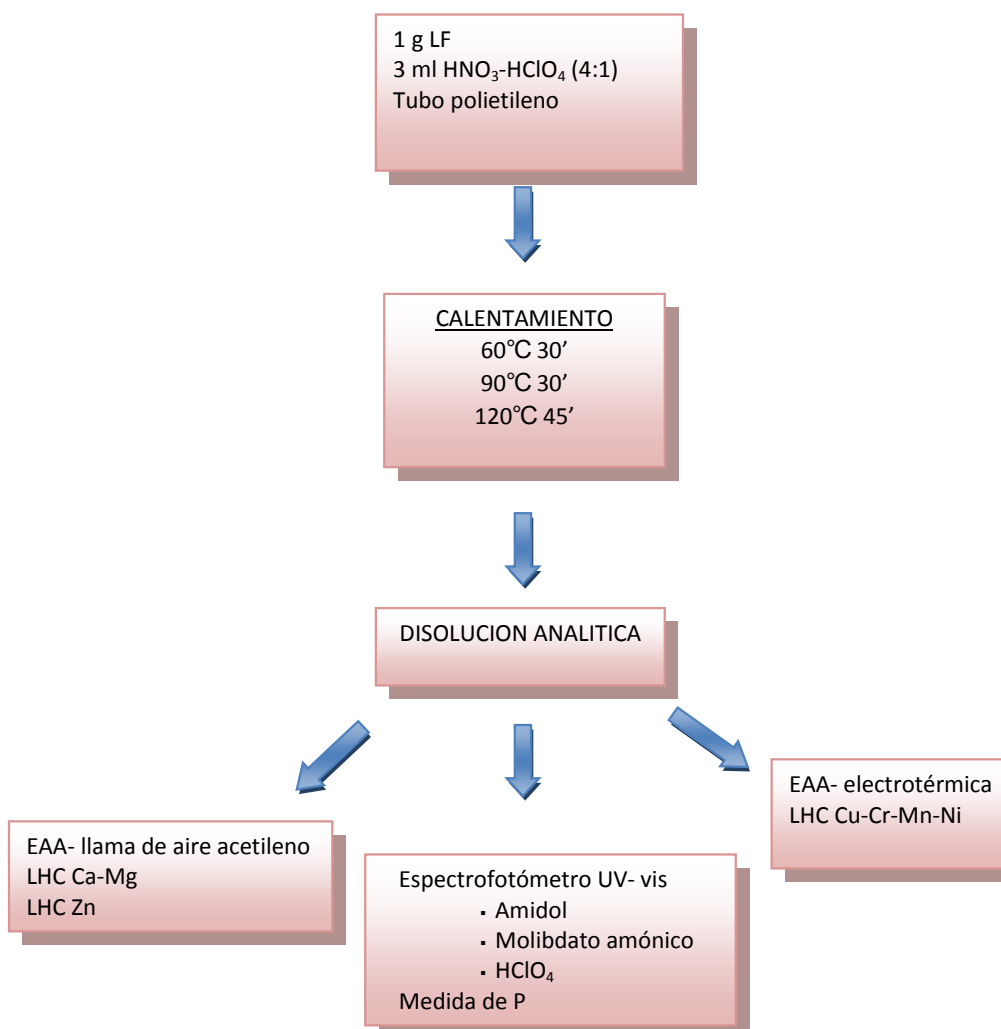 1 g LF
3 ml HNO₃-HClO₄ (4:1)
Tubo polietileno
CALENTAMIENTO
60℃ 30’
90℃ 30’
120℃ 45’
DISOLUCION ANALITICA
EAA- llama de aire acetileno
LHC Ca-Mg
LHC Zn
Espectrofotómetro UV- vis
▪ Amidol
▪ Molibdato amónico
▪ HClO₄
Medida de P
EAA- electrotérmica
LHC Cu-Cr-Mn-Ni